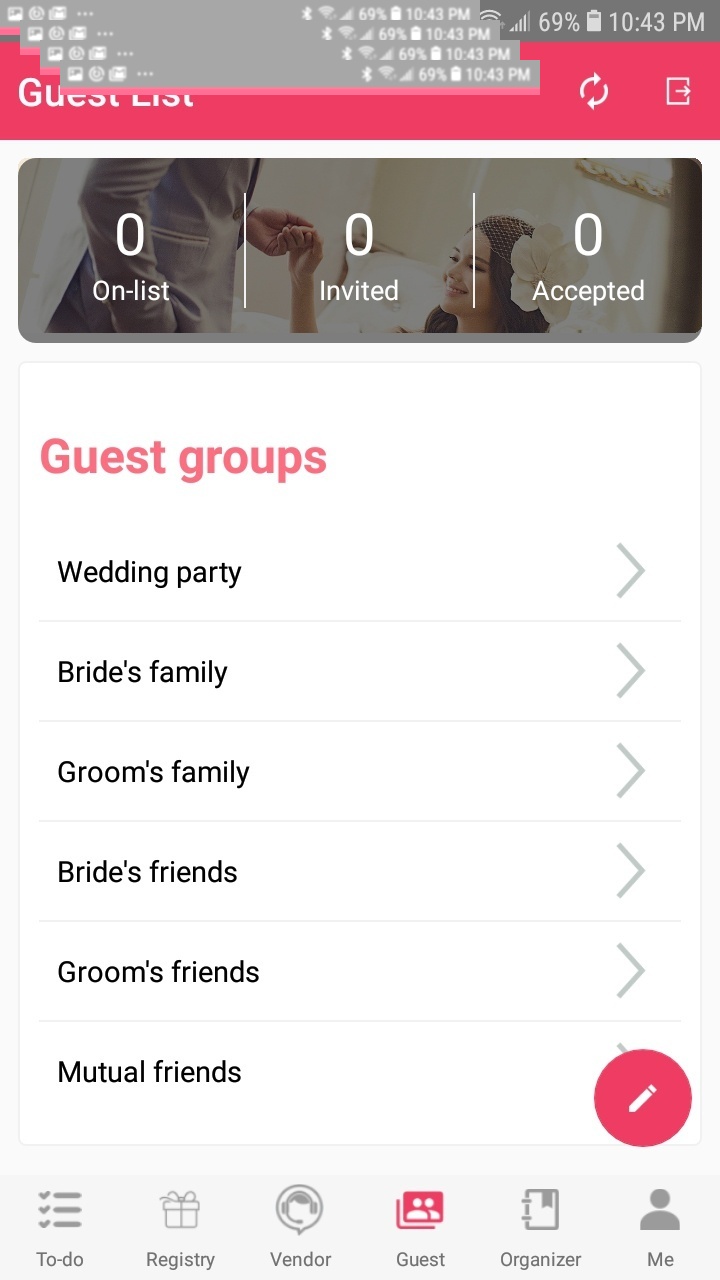 69% 10:43 PM 69% 10:43 PM
69% 10:43 PM
69% 10:43 PM
69% 10:43 PM
Guest List
0 0 0
On-list Invited Accepted
Guest groups
Wedding party
Bride's family
Groom's family
Bride's friends
Groom's friends
Mutual friends
To-do Registry Vendor Guest Organizer Me